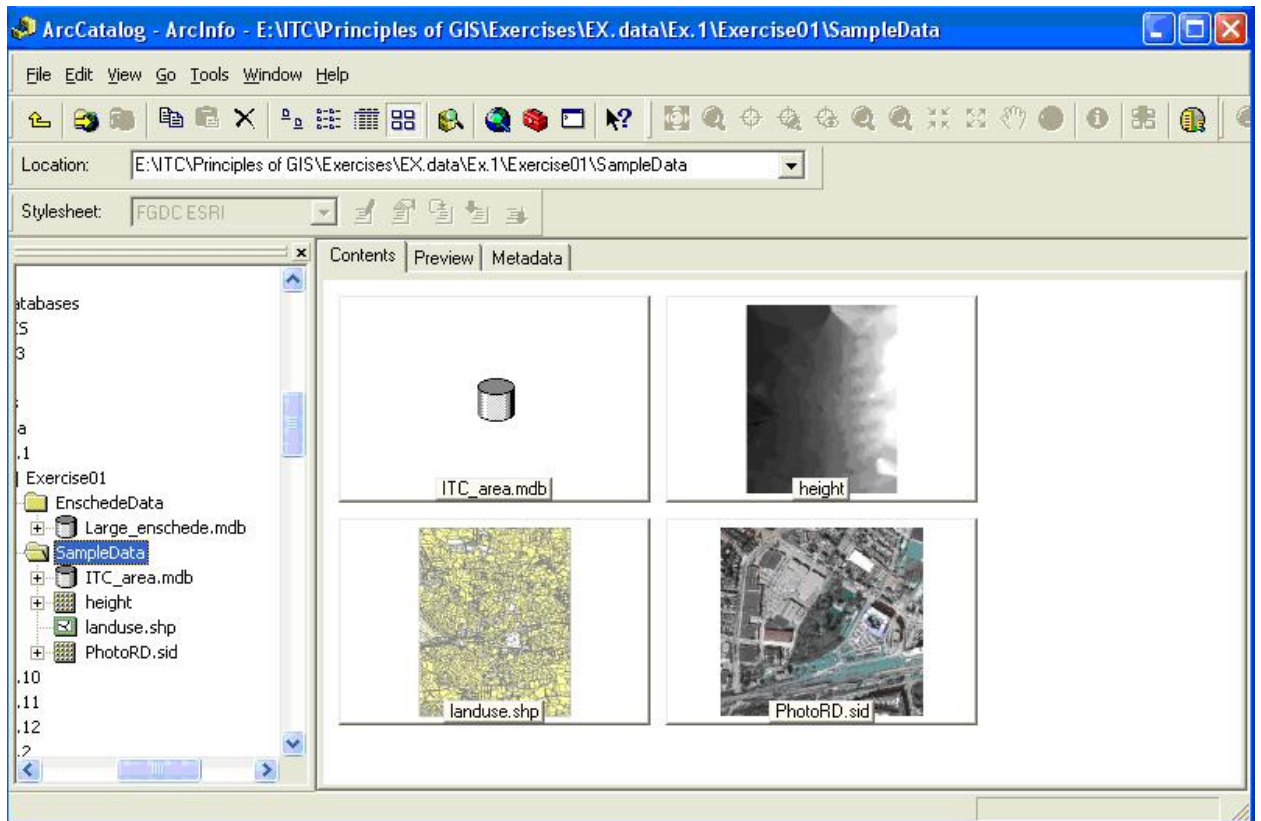 ArcCatalog - ArcInfo - E:\ITC\Principles of GIS\Exercises\EX.data\Ex.1\Exercise01\SampleData
File Edit View Go Tools Window Help
Location: E:\ITC\Principles of GIS\Exercises\EX.data\Ex.1\Exercise01\SampleData
Stylesheet: FGDC ESRI
Contents Preview Metadata
atabases
3
a
.1
Exercise01
EnschedeData
Large_enschede.mdb
SampleData
ITC_area.mdb
height
landuse.shp
PhotoRD.sid
.10
.11
.12
.2
ITC_area.mdb
height
landuse.shp
PhotoRD.sid